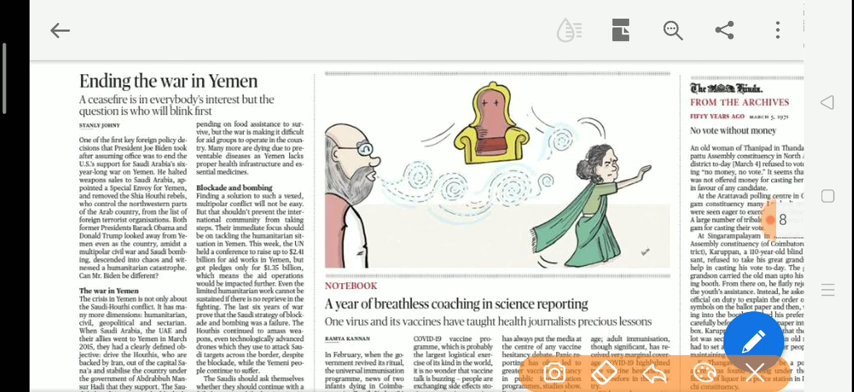 Ending the war in Yemen
A ceasefire is in everybody's interest but the
question is who will blink first
STANLY JOHNY
One of the first key foreign policy de-
cisions that President Joe Biden took
after assuming office was to end the
U.S.'s support for Saudi Arabia's six-
year-long war on Yemen. He halted
weapons sales to Saudi Arabia, ap-
pointed a Special Envoy for Yemen,
and removed the Shia Houthi rebels,
who control the northwestern parts
of the Arab country, from the list of
foreign terrorist organisations. Both
former Presidents Barack Obama and
Donald Trump looked away from Ye-
men even as the country, amidst a
multipolar civil war and Saudi bomb-
ing, descended into chaos and wit-
nessed a humanitarian catastrophe.
Can Mr. Biden be different?
The war in Yemen
The crisis in Yemen is not only about
the Saudi-Houthi conflict. It has ma-
ny more dimensions: humanitarian,
civil, geopolitical and sectarian.
When Saudi Arabia, the UAE and
their allies went to Yemen in March
2015, they had a clearly defined ob-
jective: drive the Houthis, who are
backed by Iran, out of the capital Sa-
na'a and stabilise the country under
the government of Abdrabbuh Man-
sur Hadi that they support. The Sau-
pending on food assistance to sur-
vive, but the war is making it difficult
for aid groups to operate in the coun-
try. Many more are dying due to pre-
ventable diseases as Yemen lacks
proper health infrastructure and es-
sential medicines.
Blockade and bombing
Finding a solution to such a vexed,
multipolar conflict will not be easy.
But that shouldn't prevent the inter-
national community from taking
steps. Their immediate focus should
be on tackling the humanitarian sit-
uation in Yemen. This week, the UN
held a conference to raise up to $2.41
billion for aid works in Yemen, but
got pledges only for $1.35 billion,
which means the aid operations
would be impacted further. Even the
limited humanitarian work cannot be
sustained if there is no reprieve in the
fighting. The last six years of war
prove that the Saudi strategy of block-
ade and bombing was a failure. The
Houthis continued to amass weap-
ons, even technologically advanced
drones which they use to attack Sau-
di targets across the border, despite
the blockade, while the Yemeni peo-
ple continue to suffer.
The Saudis should ask themselves
whether they should continue with
NOTEBOOK
A year of breathless coaching in science reporting
One virus and its vaccines have taught health journalists precious lessons
RAMYA KANNAN
In February, when the go-
vernment revived its
the universal immunisation
programme, news of two
infants dying in Coimba-
COVID-19 vaccine pro-
gramme, which is probably
the largest logistical exer-
cise of its kind in the world,
it is no wonder that vaccine
talk is buzzing – people are
exchanging side effects sto-
has always put the media at
the centre of any vaccine
hesitancy debate.
age; adult immunisation,
though significant, has re-
The Hindu
FROM THE ARCHIVES
FIFTY YEARS AGO MARCH 5, 1971
No vote without money
An old woman of Thanipad in Thanda
pattu Assembly constituency in North
district to-day (March 4) refused to vot
ing "no money, no vote". It seems tha
was not offered money for casting her
in favour of any candidate.
At the Arattavadi polling centre in
gam constituency many
were seen eager to exer
A large number of triba
gam for casting their vot
At Singarampalayam in
Assembly constituency (of Coimbator
trict), Karuppan, a 110-year-old blind
sant, refused to take his great grand
help in casting his vote to-day. The
grandson carried the old man upto his
ing booth. From there on, he flatly reje
the youth's assistance. Instead, he aske
official on duty to explain the order o
symbols on the ballot paper and then,
8